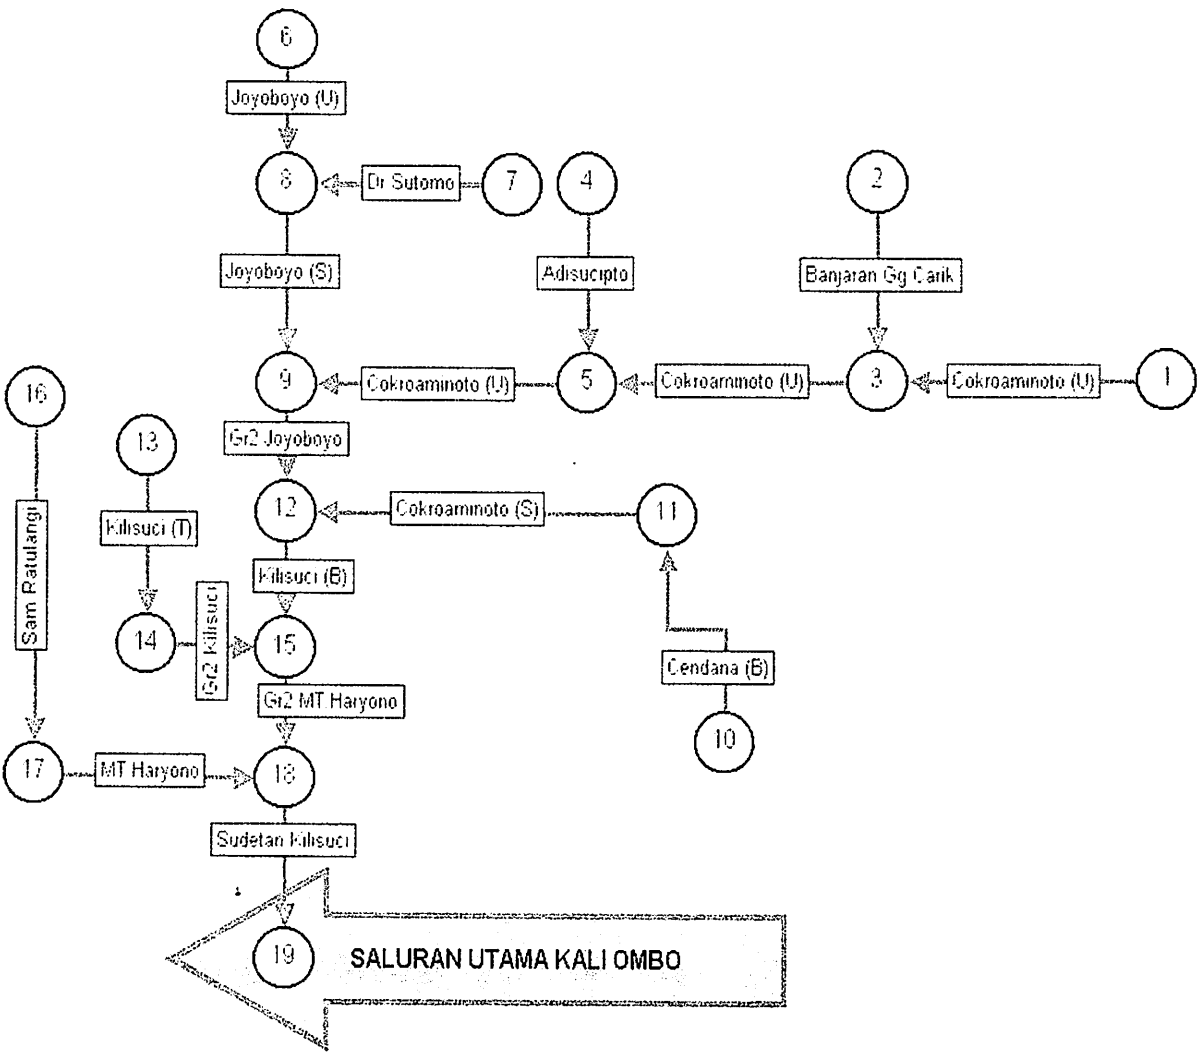 6
Joyoboyo (U)
8
Dr Sutomo
7
4
2
Joyoboyo (S)
Adisucipto
Banjaran Gg Carik
9
Cokroaminoto (U)
5
Cokroaminoto (U)
3
Cokroaminoto (U)
1
16
13
Gr2 Joyoboyo
12
Cokroaminoto (S)
11
Sam Ratulangi
Kilisuci (T)
Kilisuci (B)
14
Gr2 Kilisuci
15
Cendana (B)
Gr2 MT.Haryono
10
17
MT Haryono
18
Sudetan Kilisuci
19
SALURAN UTAMA KALI OMBO